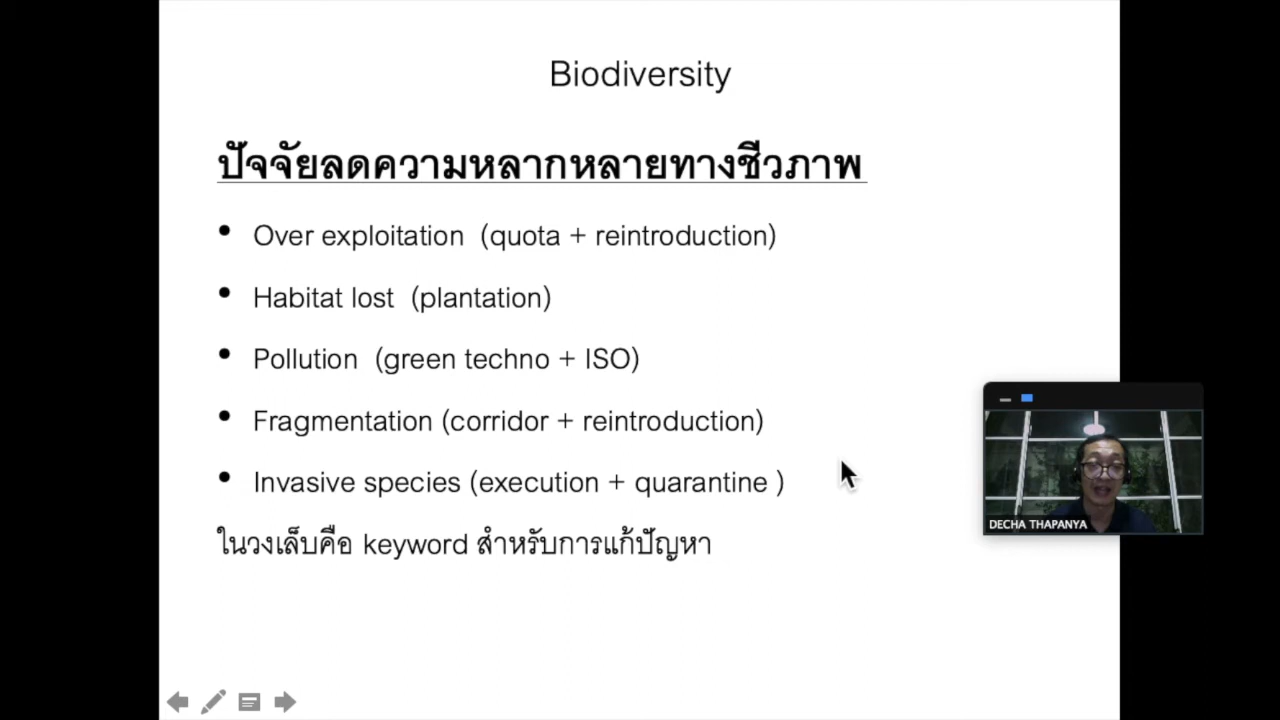 Biodiversity
ปัจจัยลดความหลากหลายทางชีวภาพ
• Over exploitation (quota + reintroduction)
• Habitat lost (plantation)
• Pollution (green techno + ISO)
• Fragmentation (corridor + reintroduction)
• Invasive species (execution + quarantine )
ในวงเล็บคือ keyword สำหรับการแก้ปัญหา
DECHA THAPANYA